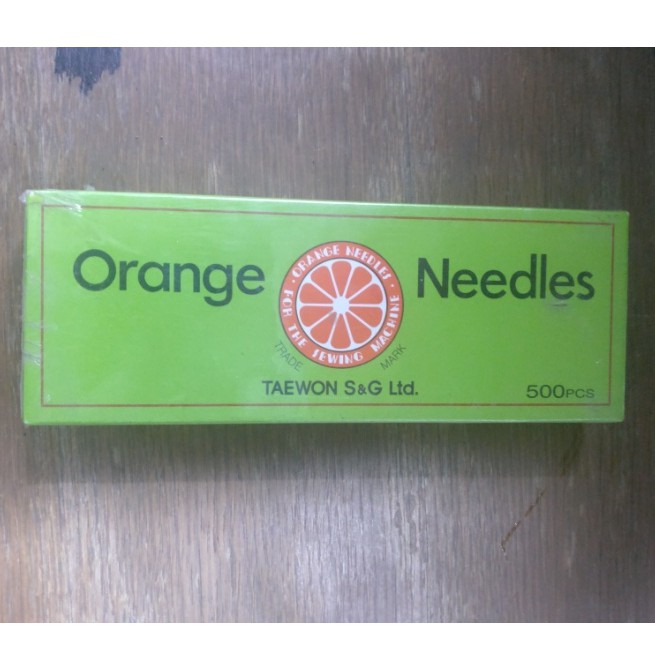 Orange Needles
ORANGE NEEDLES
FOR THE SEWING MACHINE
TRADE MARK
TAEWON S&G Ltd.
500PCS